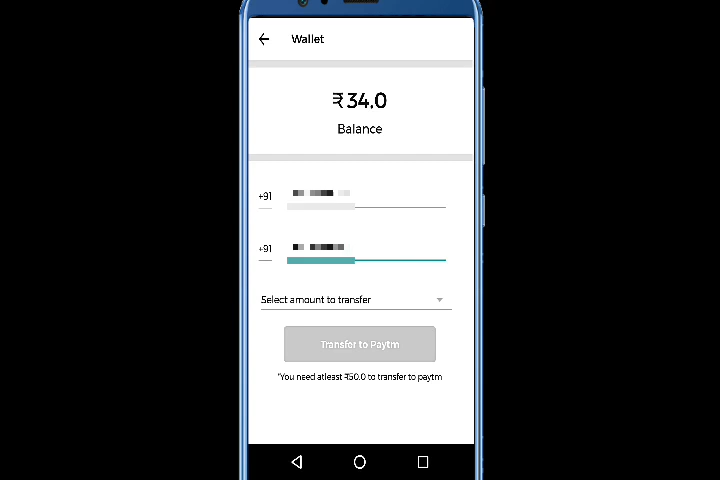 Wallet
₹34.0
Balance
+91
+91
Select amount to transfer
Transfer to Paytm
*You need atleast ₹50.0 to transfer to paytm